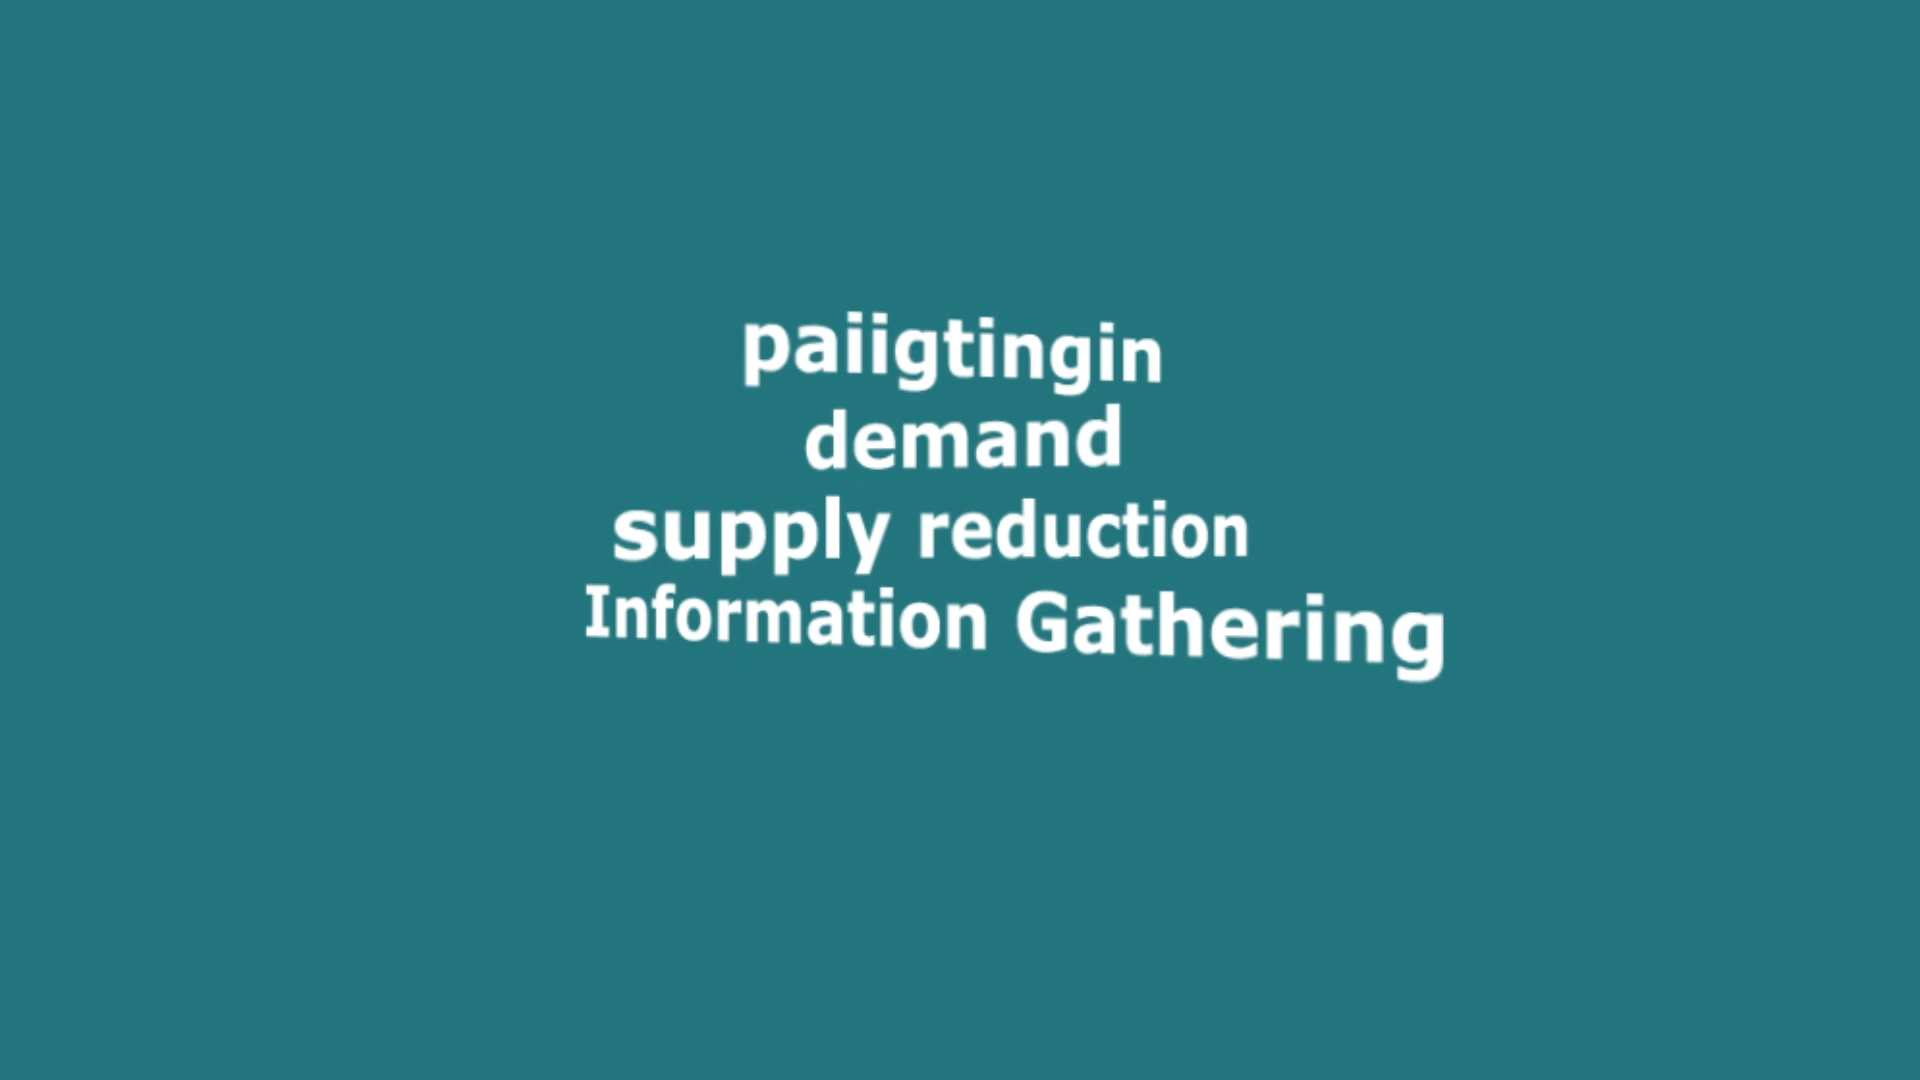 paiigtingin
demand
supply reduction
Information Gathering